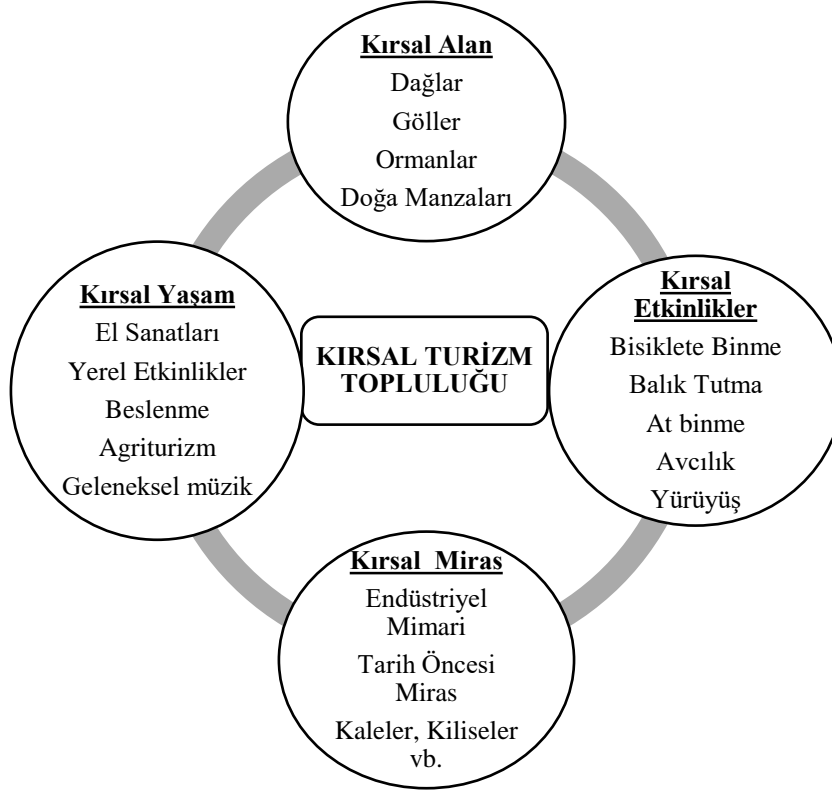 Kırsal Alan
Dağlar
Göller
Ormanlar
Doğa Manzaraları
Kırsal Yaşam
El Sanatları
Yerel Etkinlikler
Beslenme
Agriturizm
Geleneksel müzik
KIRSAL TURİZM
TOPLULUĞU
Kırsal
Etkinlikler
Bisiklete Binme
Balık Tutma
At binme
Avcılık
Yürüyüş
Kırsal  Miras
Endüstriyel
Mimari
Tarih Öncesi
Miras
Kaleler, Kiliseler
vb.